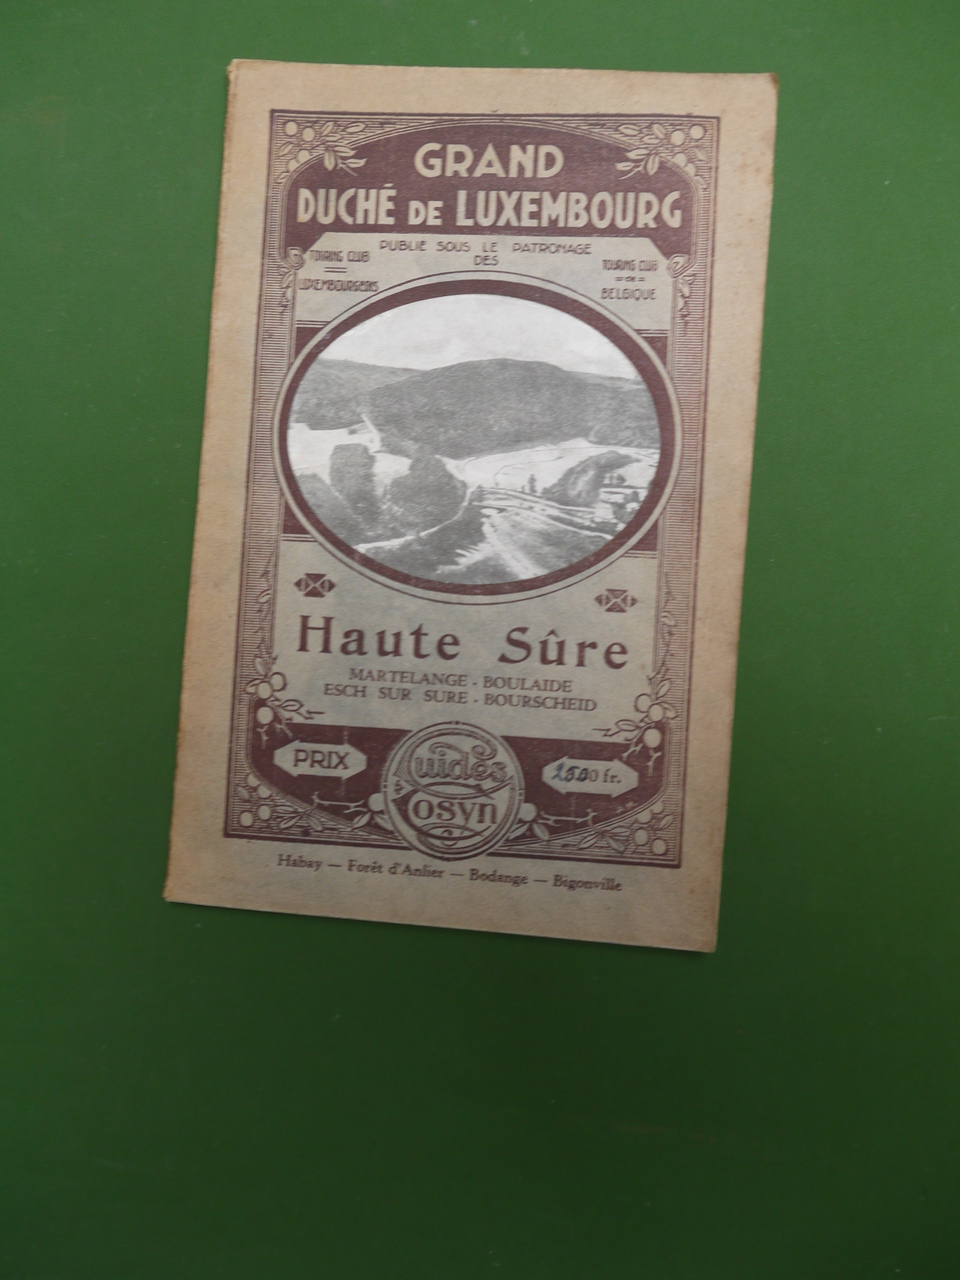 GRAND
DUCHÉ DE LUXEMBOURG
PUBLIÉ SOUS LE PATRONAGE
DES
TOURING CLUB
LUXEMBOURGEOIS
TOURING CLUB
DE
BELGIQUE
Haute Sûre
MARTELANGE - BOULAIDE
ESCH SUR SURE - BOURSCHEID
PRIX
Guides
Cosyn
fr.
Habay — Forêt d'Anlier — Bodange — Bigonville